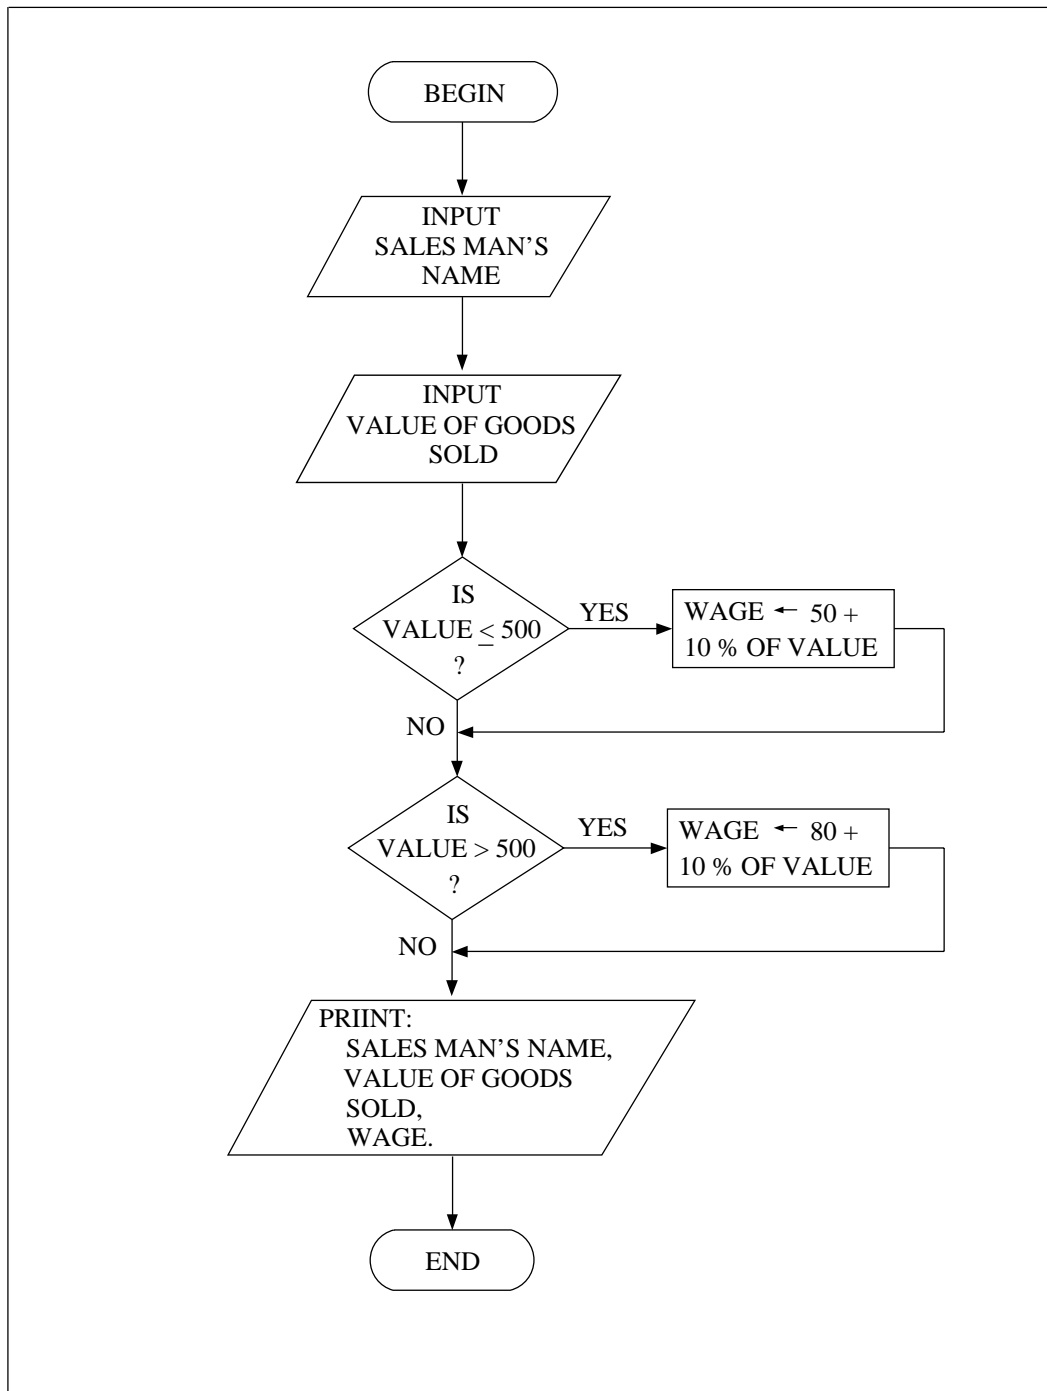 BEGIN
INPUT
SALES MAN'S
NAME
INPUT
VALUE OF GOODS
SOLD
IS
VALUE ≤ 500
?
YES
WAGE ← 50 +
10 % OF VALUE
NO
IS
VALUE > 500
?
YES
WAGE ← 80 +
10 % OF VALUE
NO
PRIINT:
SALES MAN'S NAME,
VALUE OF GOODS
SOLD,
WAGE.
END